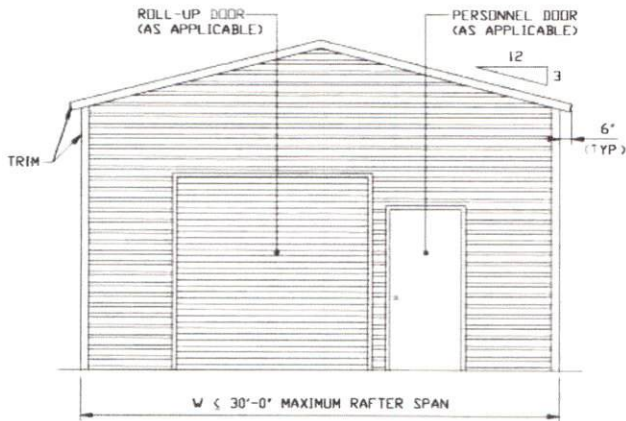 ROLL-UP DOOR
(AS APPLICABLE)
PERSONNEL DOOR
(AS APPLICABLE)
12
3
6"
(TYP.)
TRIM
W ≤ 30'-0" MAXIMUM RAFTER SPAN